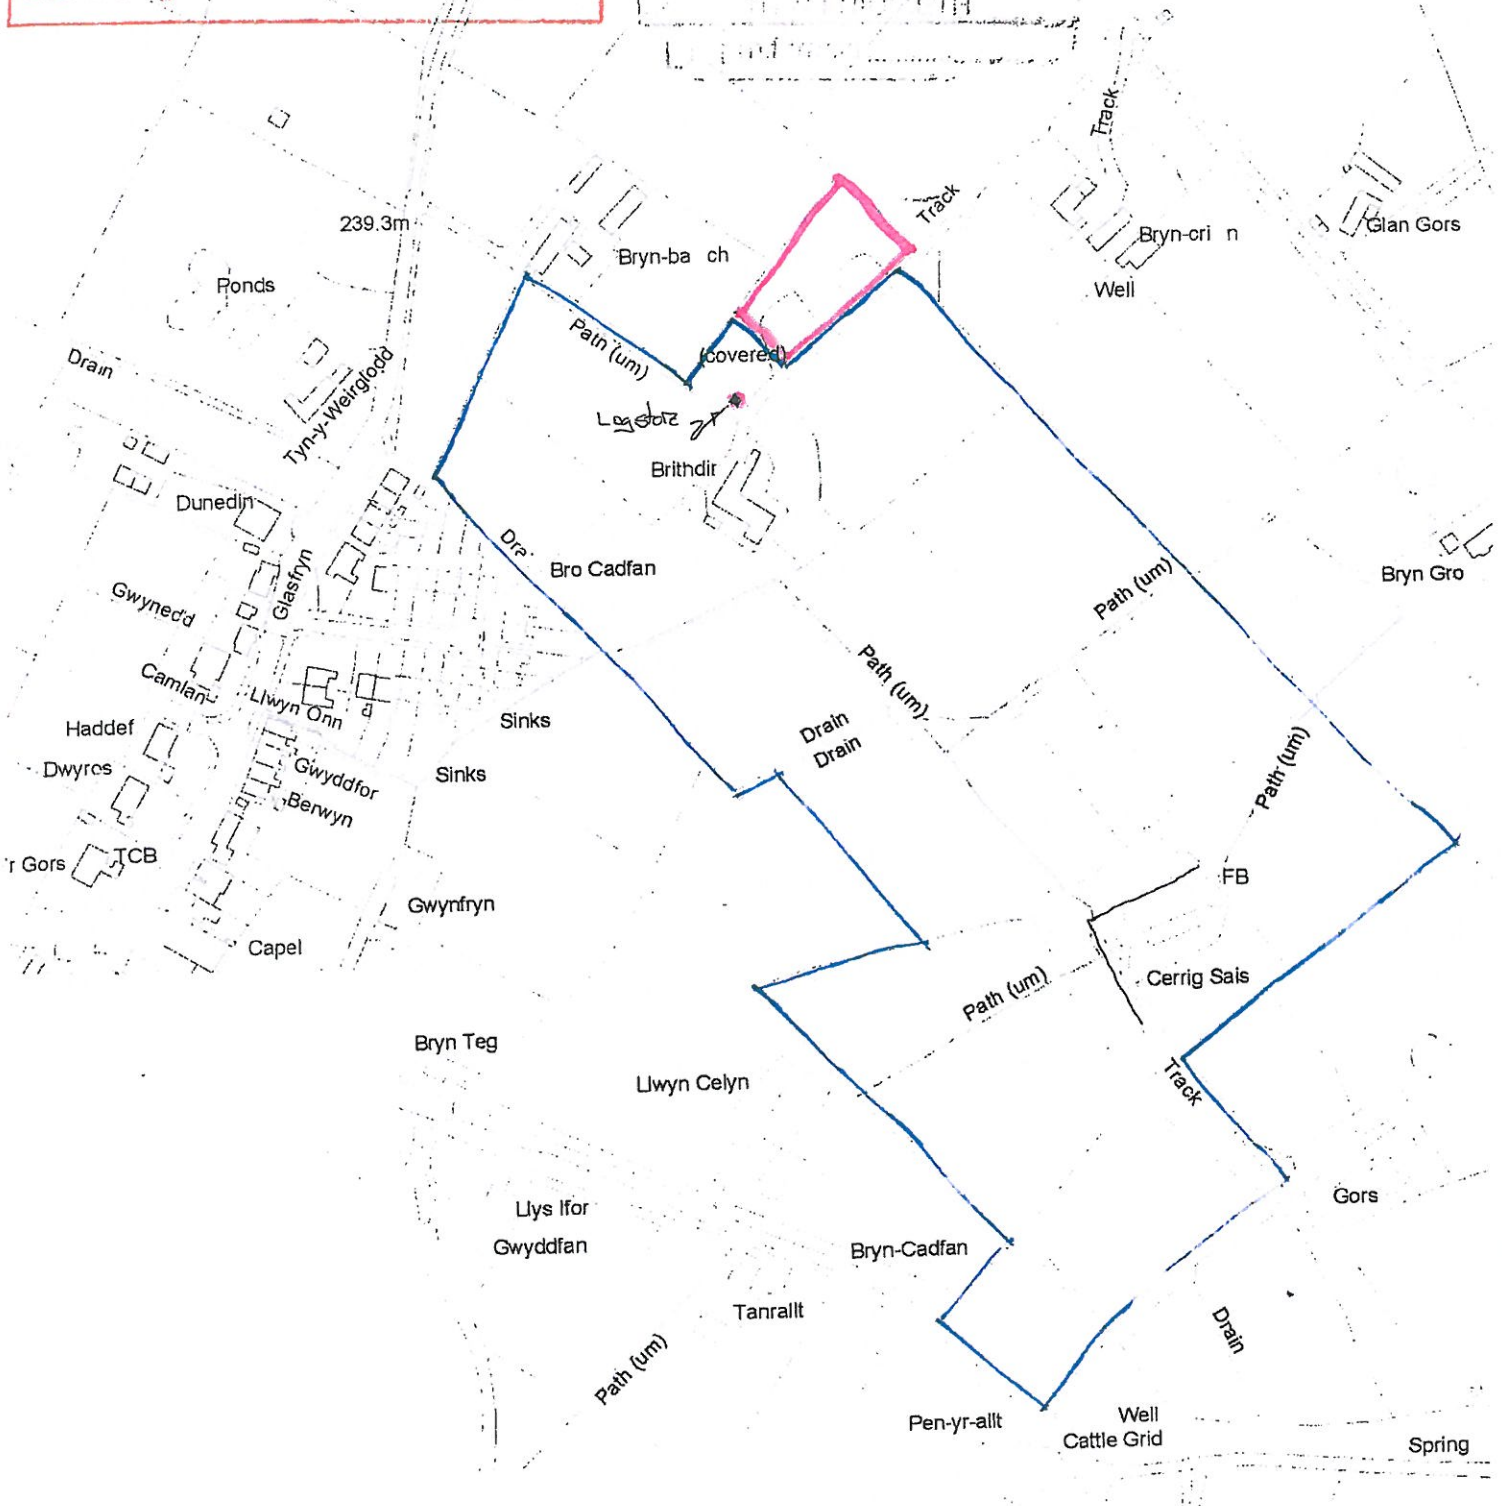 Track
239.3m
Track
Bryn-ba ch
Bryn-cri n
Glan Gors
Ponds
Well
Path (um)
(covered)
Drain
Tyn-y-Weirglodd
Brithdir
Dunedin
Dra
Bro Cadfan
Glasfryn
Bryn Gro
Path (um)
Gwynedd
Path (um)
Camlan
Llwyn Onn
Sinks
Haddef
Drain
Drain
Dwyros
Gwyddfor
Sinks
Path (um)
Berwyn
'r Gors
TCB
FB
Gwynfryn
Capel
Cerrig Sais
Path (um)
Bryn Teg
Llwyn Celyn
Track
Llys Ifor
Gors
Gwyddfan
Bryn-Cadfan
Tanrallt
Drain
Path (um)
Pen-yr-allt
Well
Cattle Grid
Spring